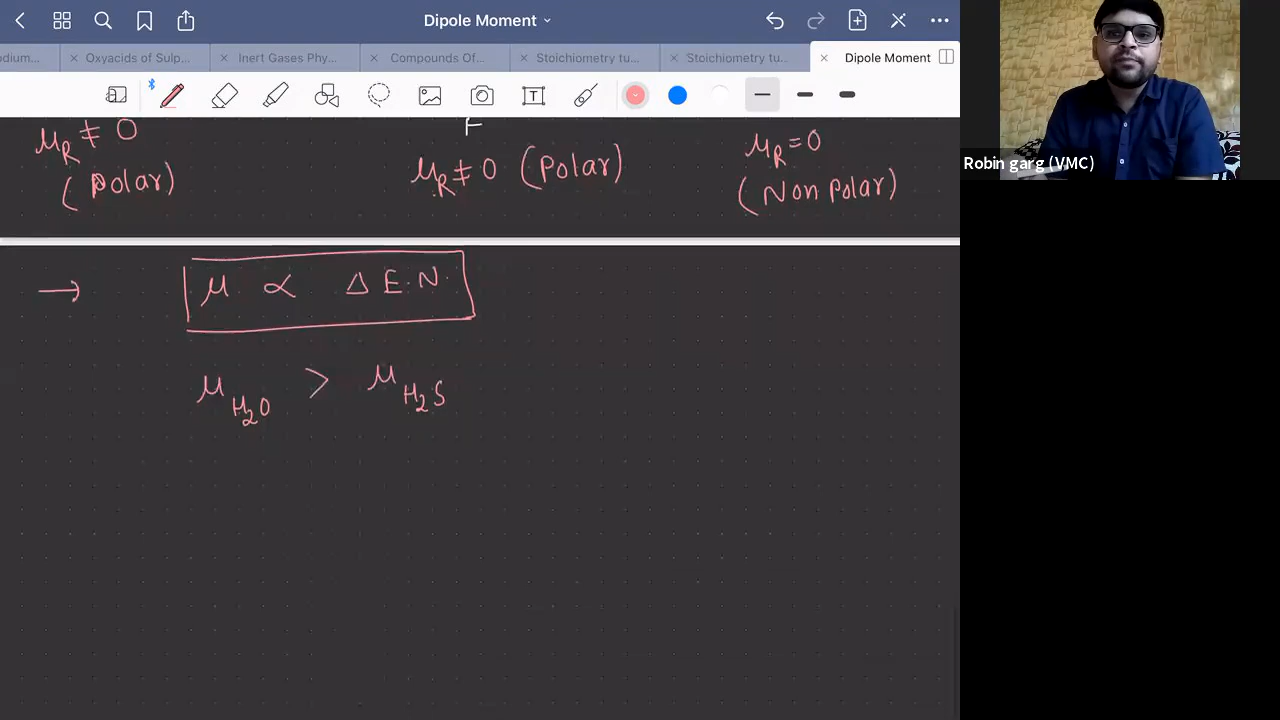 Dipole Moment
odium...
Oxyacids of Sulp...
Inert Gases Phy...
Compounds Of...
Stoichiometry tu...
Stoichiometry tu...
Dipole Moment
T
Robin garg (VMC)
F
μR ≠ 0
(Polar)
μR ≠ 0 (Polar)
μR = 0
(Non Polar)
→ μ ∝ Δ E.N.
μH₂O > μH₂S